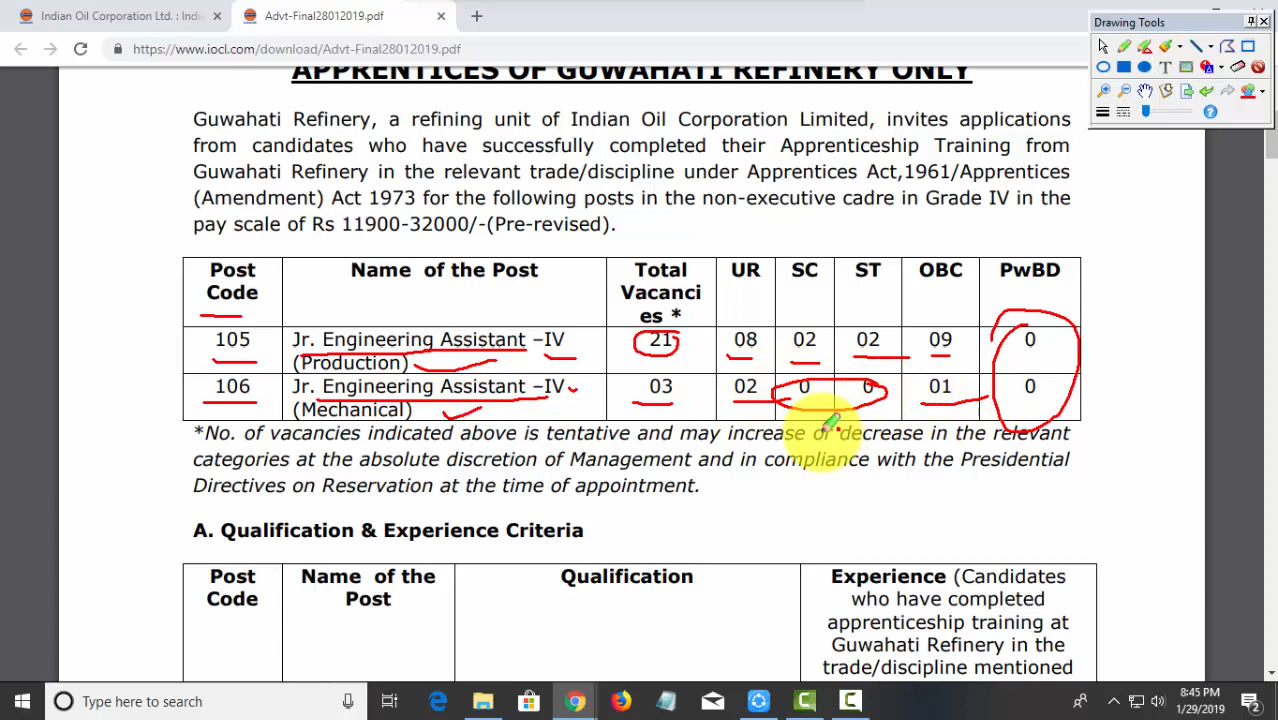 Indian Oil Corporation Ltd. : Indi
Advt-Final28012019.pdf
Drawing Tools
https://www.iocl.com/download/Advt-Final28012019.pdf
APPRENTICES OF GUWAHATI REFINERY ONLY
Guwahati Refinery, a refining unit of Indian Oil Corporation Limited, invites applications
from candidates who have successfully completed their Apprenticeship Training from
Guwahati Refinery in the relevant trade/discipline under Apprentices Act,1961/Apprentices
(Amendment) Act 1973 for the following posts in the non-executive cadre in Grade IV in the
pay scale of Rs 11900-32000/-(Pre-revised).
Post Name of the Post Total UR SC ST OBC PwBD
Code Vacanci
es *
105 Jr. Engineering Assistant –IV 21 08 02 02 09 0
(Production)
106 Jr. Engineering Assistant –IV 03 02 0 0 01 0
(Mechanical)
*No. of vacancies indicated above is tentative and may increase or decrease in the relevant
categories at the absolute discretion of Management and in compliance with the Presidential
Directives on Reservation at the time of appointment.
A. Qualification & Experience Criteria
Post Name of the Qualification Experience (Candidates
Code Post who have completed
apprenticeship training at
Guwahati Refinery in the
trade/discipline mentioned
Type here to search
8:45 PM
1/29/2019
2